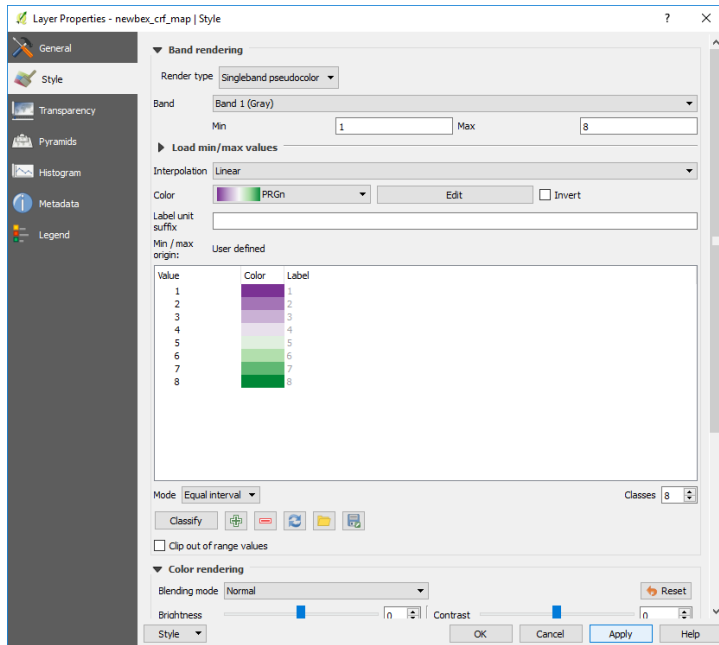 Layer Properties - newbex_crf_map | Style
General
Style
Transparency
Pyramids
Histogram
Metadata
Legend
Band rendering
Render type Singleband pseudocolor
Band Band 1 (Gray)
Min 1 Max 8
Load min/max values
Interpolation Linear
Color PRGn Edit Invert
Label unit
suffix
Min / max
origin: User defined
Value Color Label
1 1
2 2
3 3
4 4
5 5
6 6
7 7
8 8
Mode Equal interval Classes 8
Classify
Clip out of range values
Color rendering
Blending mode Normal Reset
Brightness 0 Contrast 0
Style OK Cancel Apply Help